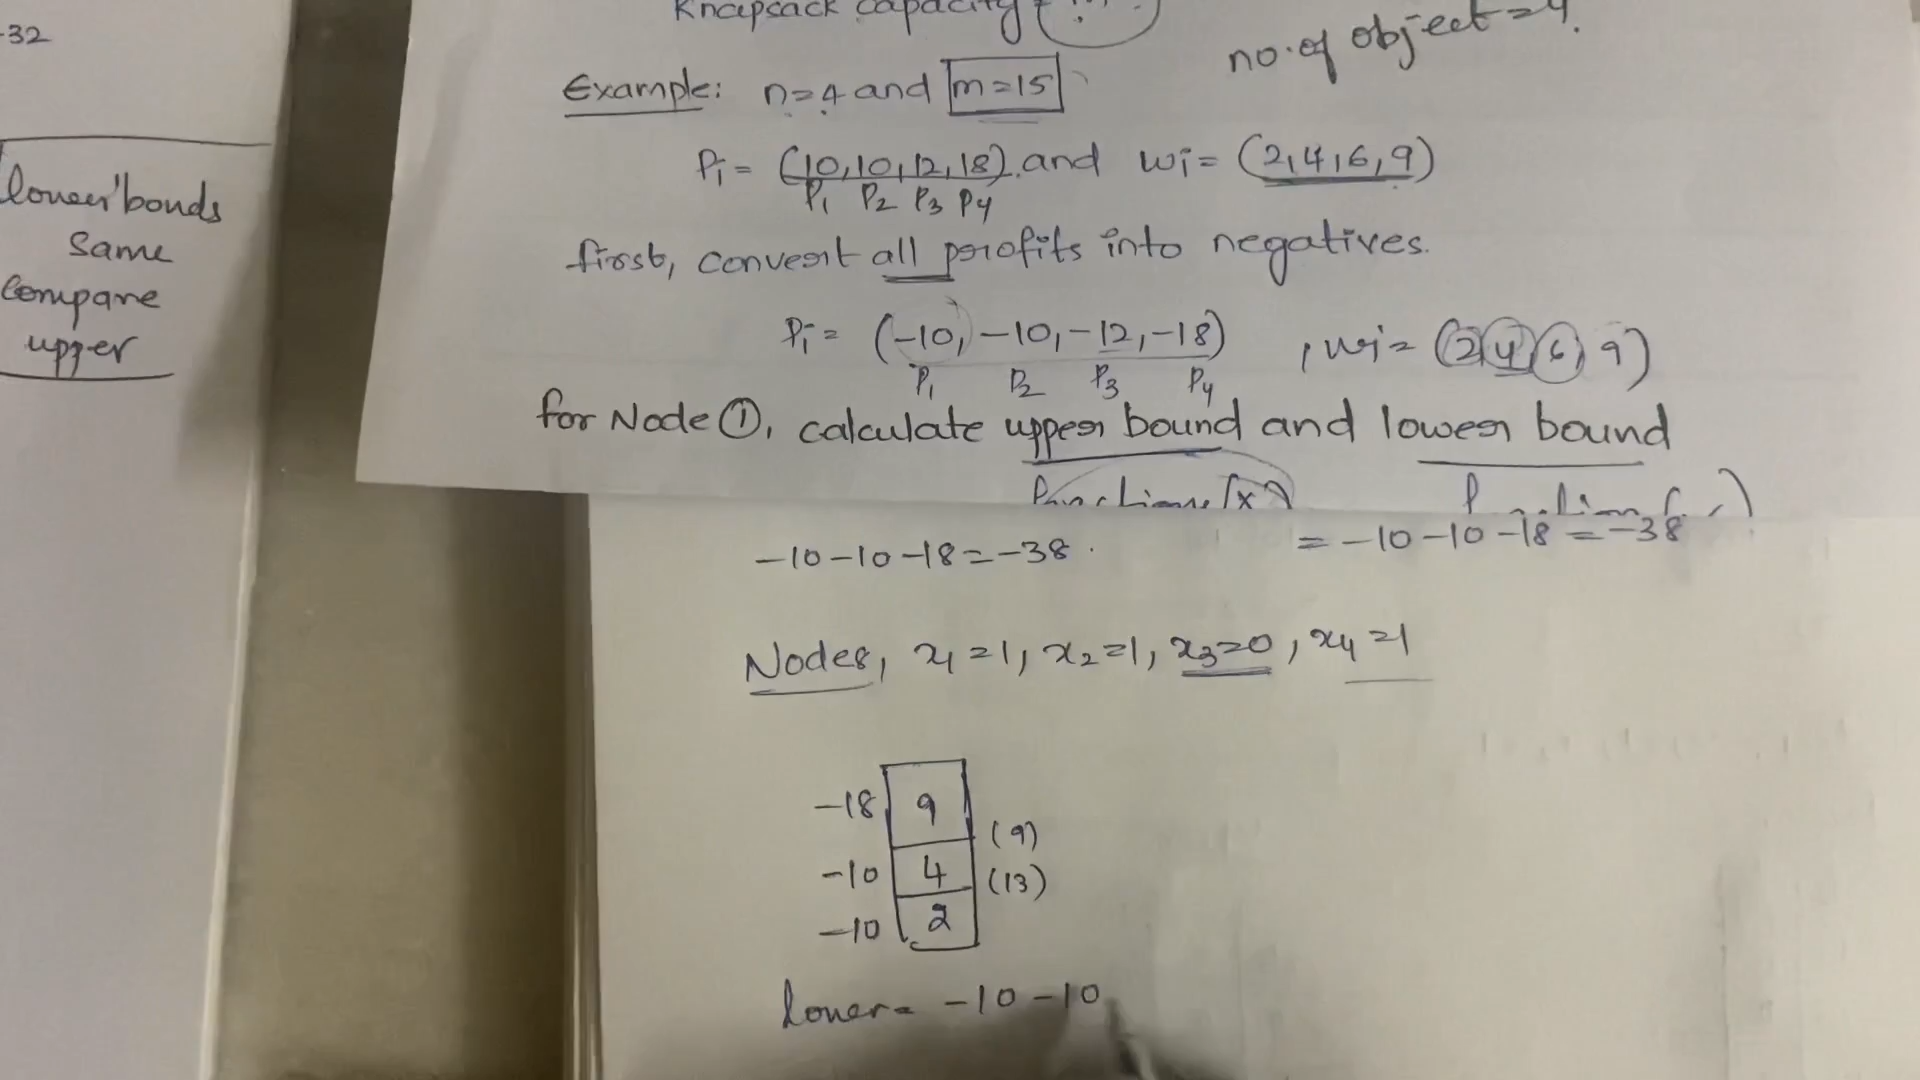 -32
lower bonds
Same
Compare
upper
Knapsack capacity =
no. of object = 4.
Example: n=4 and m=15
Pi = (10,10,12,18) and wi = (2,4,6,9)
P1 P2 P3 P4
first, convert all profits into negatives.
Pi = (-10, -10, -12, -18) , wi = (2, 4, 6, 9)
P1 P2 P3 P4
for Node ①, calculate upper bound and lower bound
-10-10-18=-38.
= -10-10-18=-38
Node8, x1=1, x2=1, x3=0, x4=1
-18 9 (9)
-10 4 (13)
-10 2
lower= -10-10